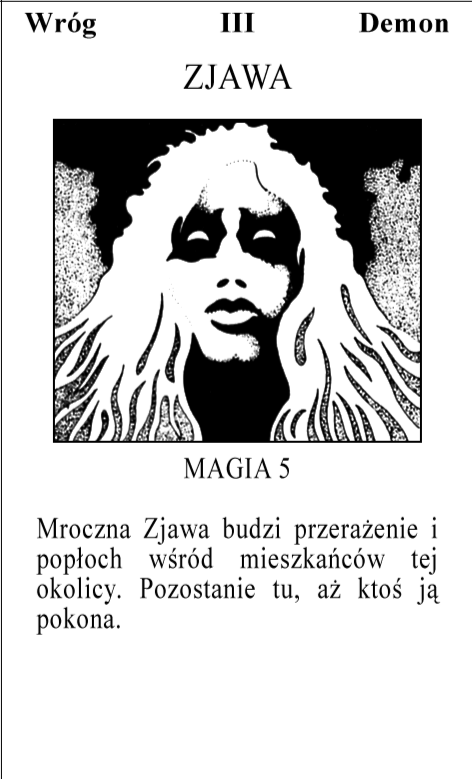 Wróg III Demon
ZJAWA
MAGIA 5
Mroczna Zjawa budzi przerażenie i
popłoch wśród mieszkańców tej
okolicy. Pozostanie tu, aż ktoś ją
pokona.